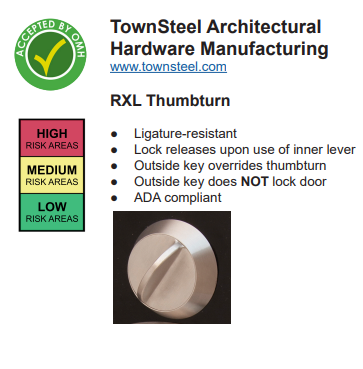 ACCEPTED BY OMH
TownSteel Architectural
Hardware Manufacturing
www.townsteel.com
RXL Thumbturn
HIGH
RISK AREAS
MEDIUM
RISK AREAS
LOW
RISK AREAS
● Ligature-resistant
● Lock releases upon use of inner lever
● Outside key overrides thumbturn
● Outside key does NOT lock door
● ADA compliant